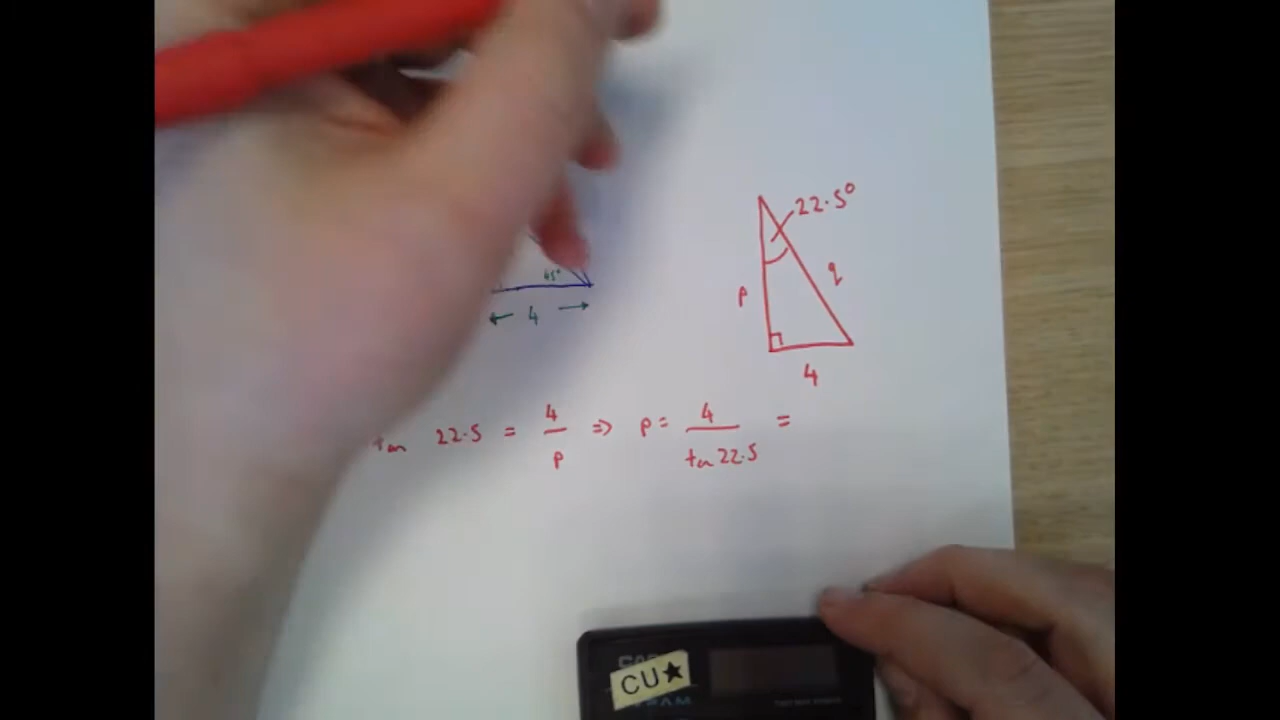 22.5°
p
q
4
45°
4
tan 22.5 = 4/p ⇒ p = 4/tan 22.5 =
CU★